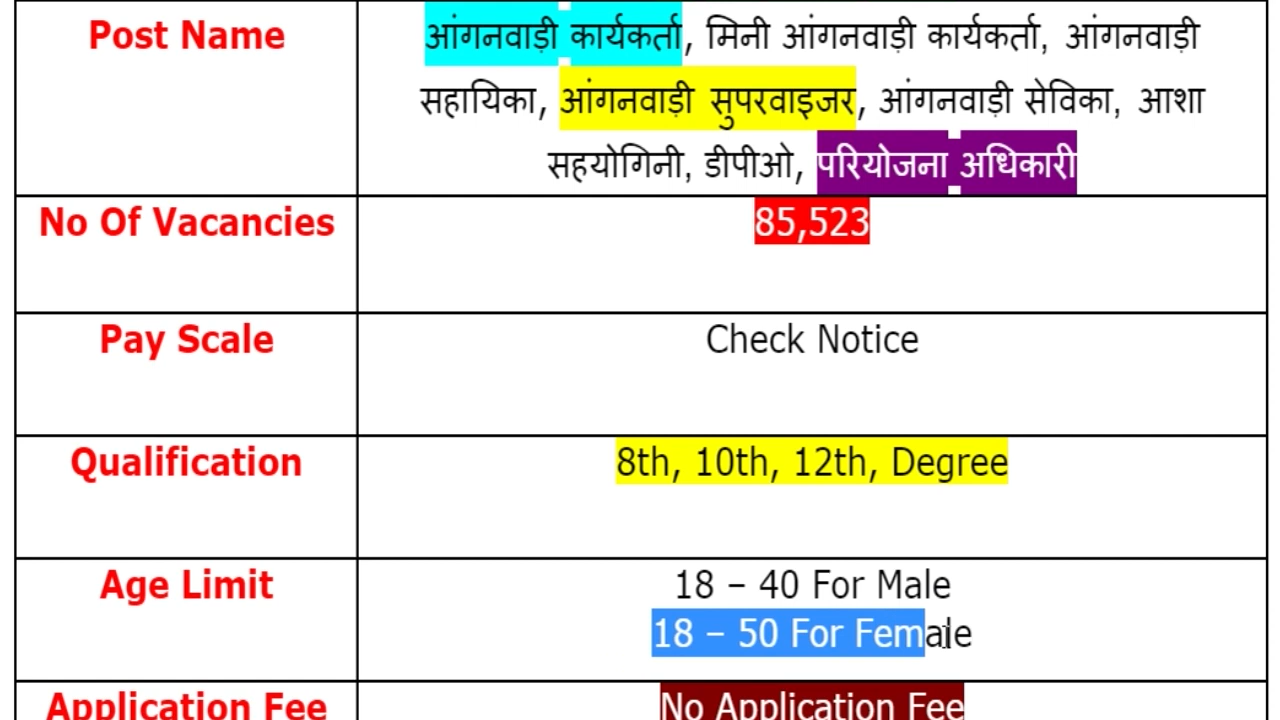 Post Name
आंगनवाड़ी कार्यकर्ता, मिनी आंगनवाड़ी कार्यकर्ता, आंगनवाड़ी
सहायिका, आंगनवाड़ी सुपरवाइजर, आंगनवाड़ी सेविका, आशा
सहयोगिनी, डीपीओ, परियोजना अधिकारी
No Of Vacancies
85,523
Pay Scale
Check Notice
Qualification
8th, 10th, 12th, Degree
Age Limit
18 – 40 For Male
18 – 50 For Female
Application Fee
No Application Fee